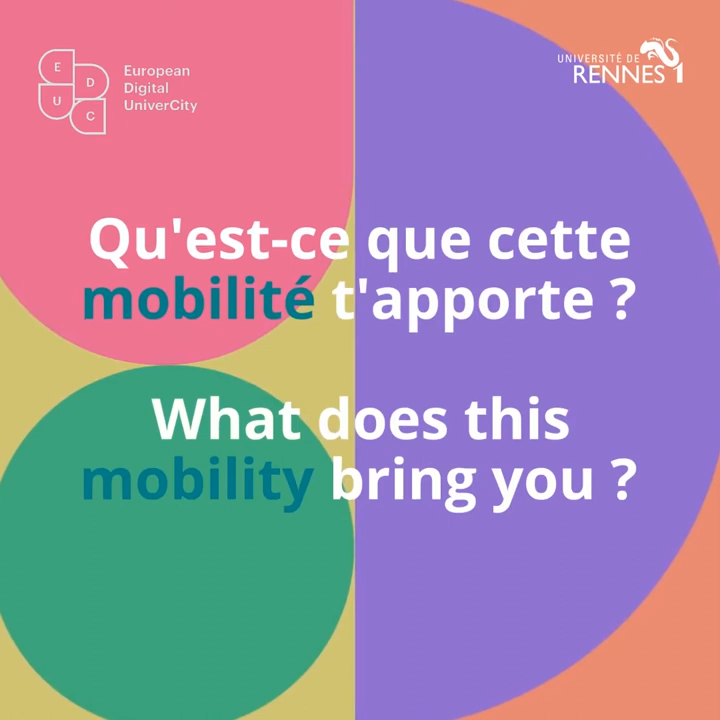 E
D
U
C
European
Digital
UniverCity
UNIVERSITÉ DE
RENNES 1
Qu'est-ce que cette
mobilité t'apporte ?
What does this
mobility bring you ?